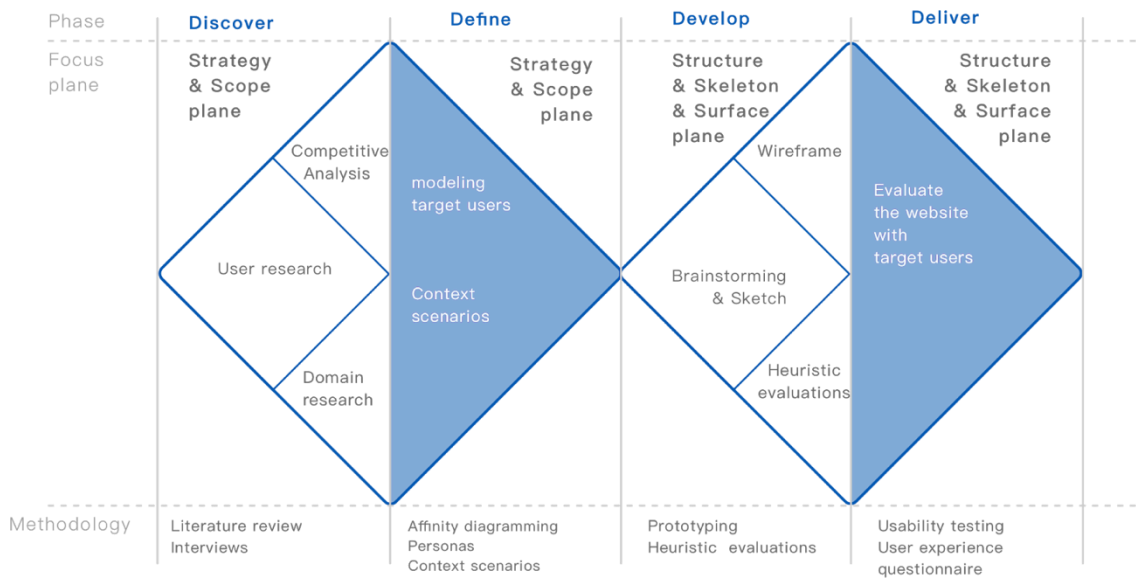 Phase
Discover
Define
Develop
Deliver
Focus
plane
Strategy
& Scope
plane
Strategy
& Scope
plane
Structure
& Skeleton
& Surface
plane
Structure
& Skeleton
& Surface
plane
Competitive
Analysis
User research
Domain
research
modeling
target users
Context
scenarios
Wireframe
Brainstorming
& Sketch
Heuristic
evaluations
Evaluate
the website
with
target users
Methodology
Literature review
Interviews
Affinity diagramming
Personas
Context scenarios
Prototyping
Heuristic evaluations
Usability testing
User experience
questionnaire